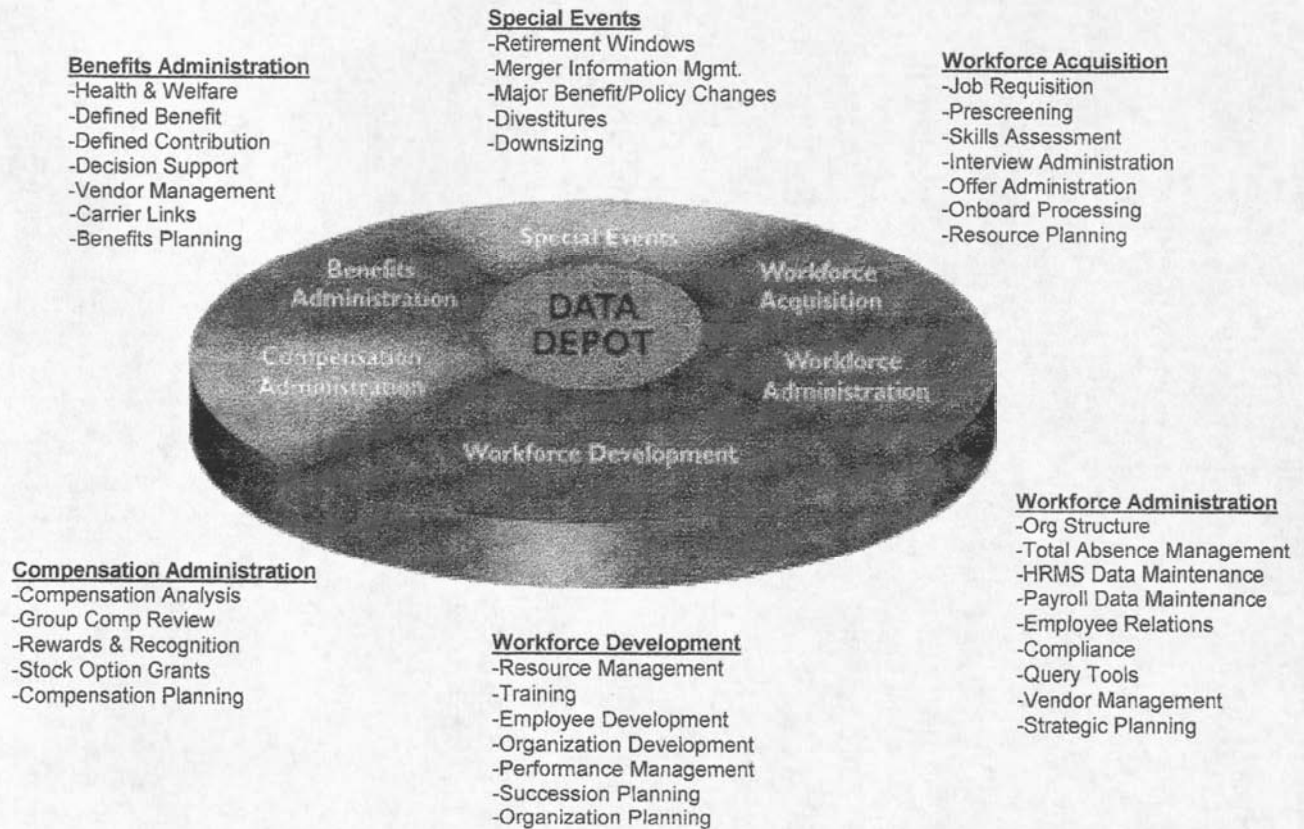 Special Events
-Retirement Windows
-Merger Information Mgmt.
-Major Benefit/Policy Changes
-Divestitures
-Downsizing
Benefits Administration
-Health & Welfare
-Defined Benefit
-Defined Contribution
-Decision Support
-Vendor Management
-Carrier Links
-Benefits Planning
Workforce Acquisition
-Job Requisition
-Prescreening
-Skills Assessment
-Interview Administration
-Offer Administration
-Onboard Processing
-Resource Planning
Special Events
Benefits
Administration
DATA
DEPOT
Workforce
Acquisition
Compensation
Administration
Workforce
Administration
Workforce Development
Compensation Administration
-Compensation Analysis
-Group Comp Review
-Rewards & Recognition
-Stock Option Grants
-Compensation Planning
Workforce Development
-Resource Management
-Training
-Employee Development
-Organization Development
-Performance Management
-Succession Planning
-Organization Planning
Workforce Administration
-Org Structure
-Total Absence Management
-HRMS Data Maintenance
-Payroll Data Maintenance
-Employee Relations
-Compliance
-Query Tools
-Vendor Management
-Strategic Planning